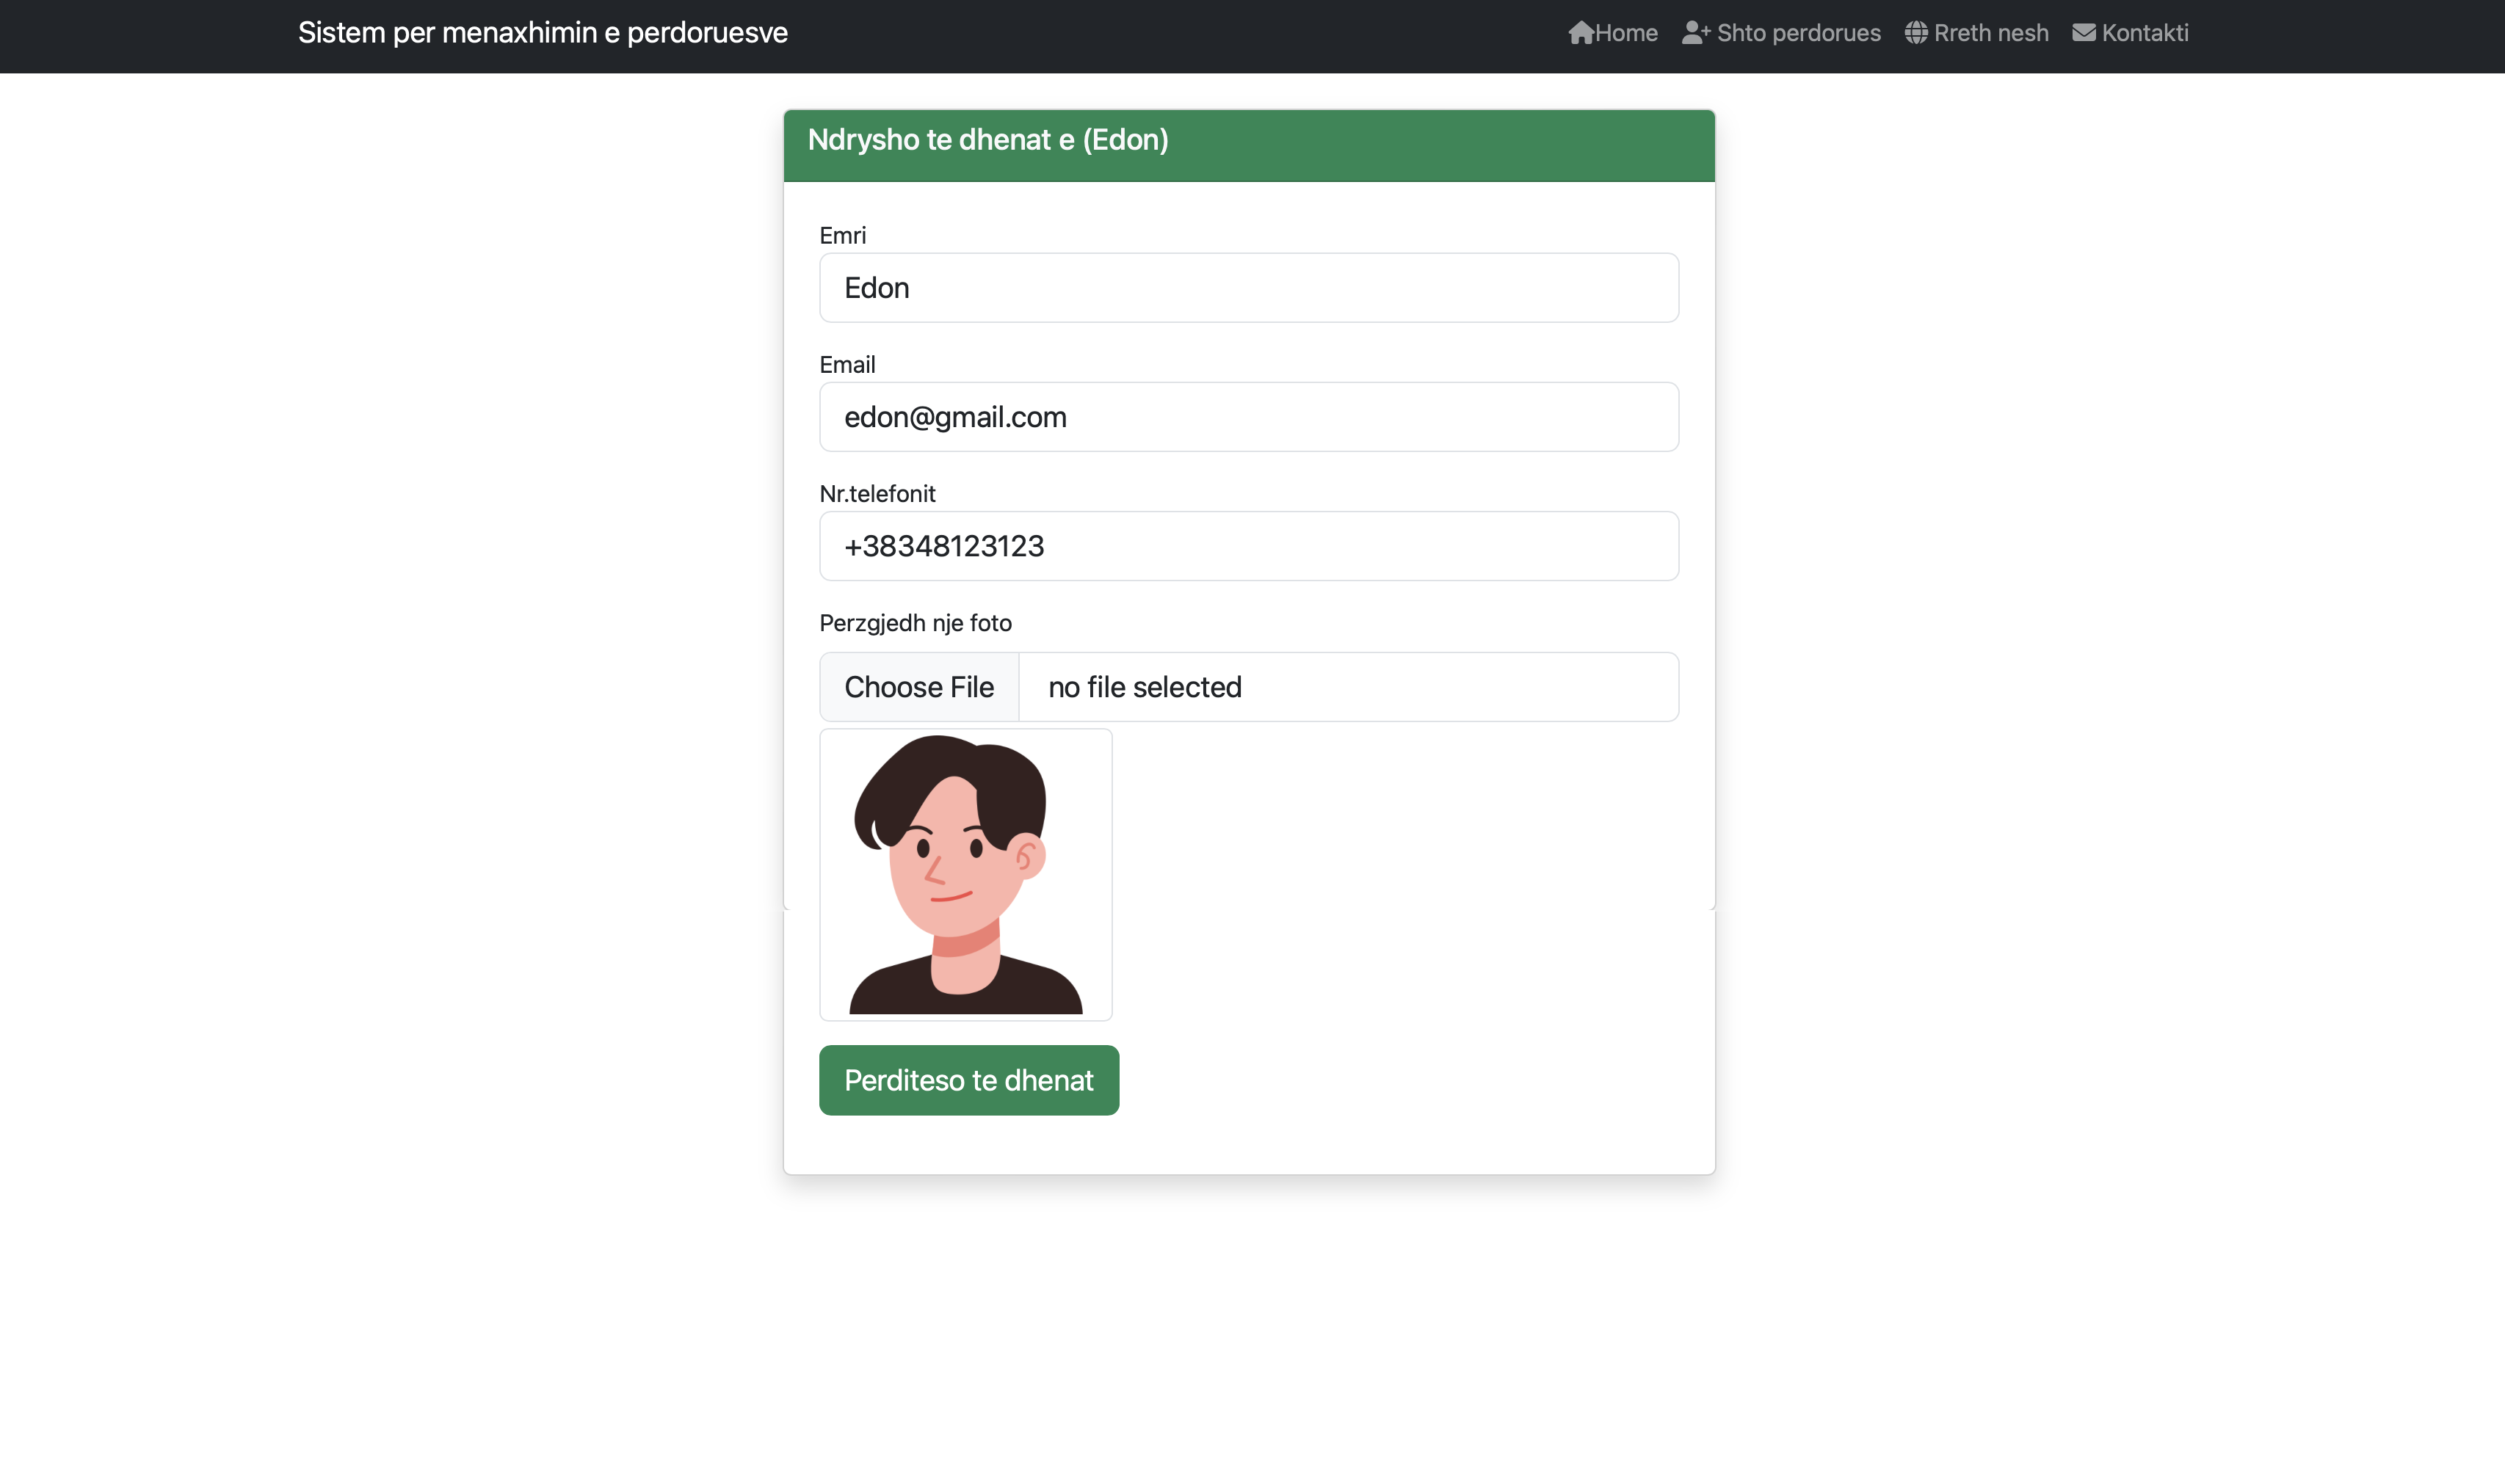 Sistem per menaxhimin e perdoruesve
Home Shto perdorues Rreth nesh Kontakti
Ndrysho te dhenat e (Edon)
Emri
Edon
Email
edon@gmail.com
Nr.telefonit
+38348123123
Perzgjedh nje foto
Choose File no file selected
Perditeso te dhenat